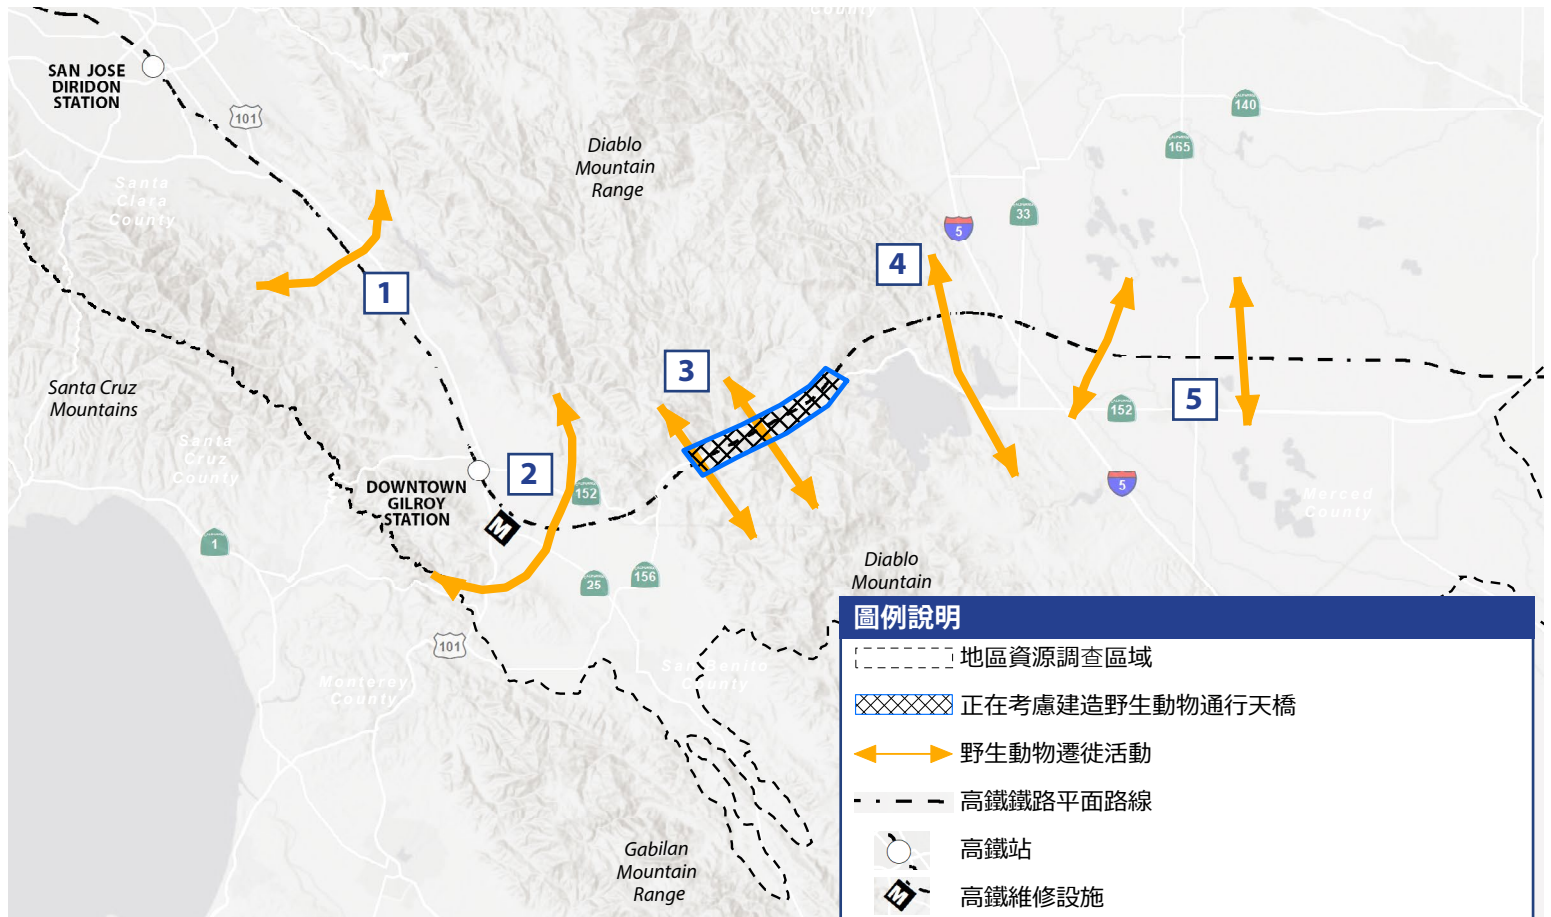 County
SAN JOSE
DIRIDON
STATION
101
140
165
Diablo
Mountain
Range
Santa
Clara
County
33
5
4
1
3
Santa Cruz
Mountains
5
152
Santa
Cruz
County
2
DOWNTOWN
GILROY
STATION
152
5
Merced
County
M
1
Diablo
Mountain
25
156
101
San Benito
County
Monterey
County
Gabilan
Mountain
Range
圖例說明
地區資源調查區域
正在考慮建造野生動物通行天橋
野生動物遷徙活動
高鐵鐵路平面路線
高鐵站
M
高鐵維修設施